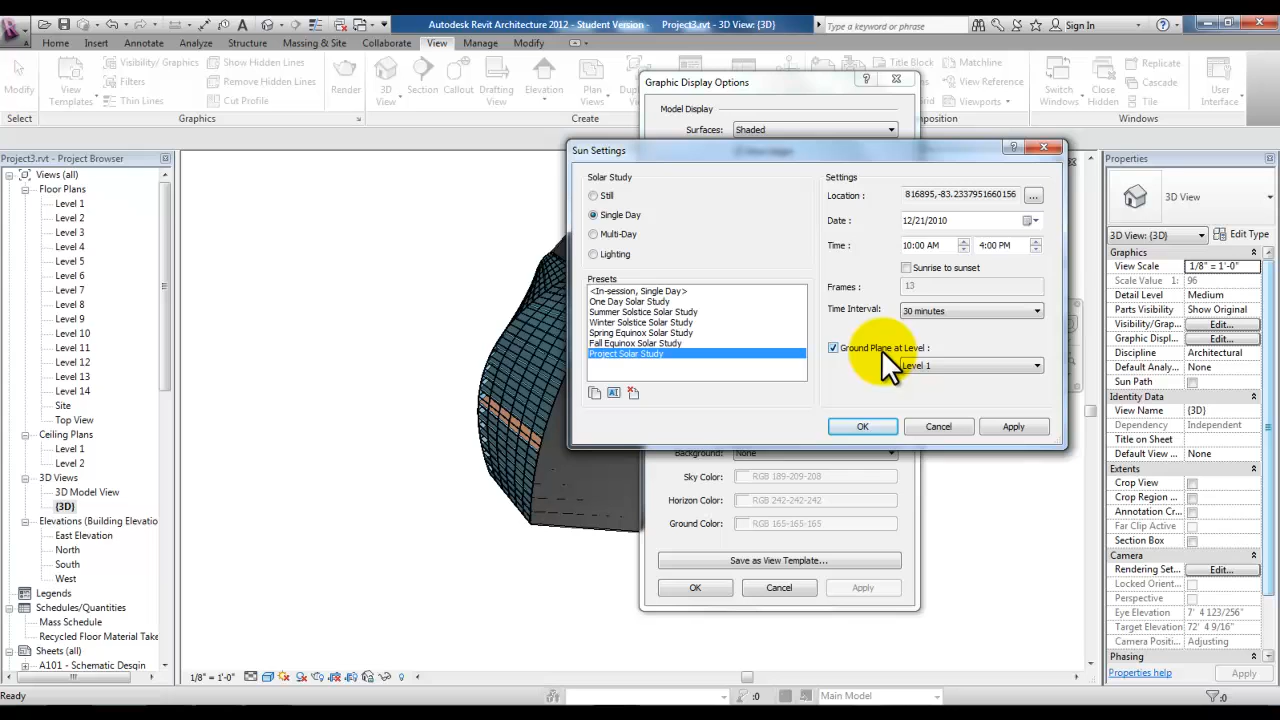 Autodesk Revit Architecture 2012 - Student Version - Project3.rvt - 3D View: {3D}
Type a keyword or phrase
Sign In
Home Insert Annotate Analyze Structure Massing & Site Collaborate View Manage Modify
Modify
View Templates
Visibility/ Graphics
Filters
Thin Lines
Show Hidden Lines
Remove Hidden Lines
Cut Profile
Render
3D View
Section
Callout
Drafting View
Elevation
Plan Views
Title Block
Matchline
View Reference
Viewports
Switch Windows
Close Hidden
Replicate
Cascade
Tile
User Interface
Select Graphics Create Windows
Project3.rvt - Project Browser
Views (all)
Floor Plans
Level 1
Level 2
Level 3
Level 4
Level 5
Level 6
Level 7
Level 8
Level 9
Level 10
Level 11
Level 12
Level 13
Level 14
Site
Top View
Ceiling Plans
Level 1
Level 2
3D Views
3D Model View
{3D}
Elevations (Building Elevatio
East Elevation
North
South
West
Legends
Schedules/Quantities
Mass Schedule
Recycled Floor Material Take
Sheets (all)
A101 - Schematic Desgin
Graphic Display Options
Model Display
Surfaces: Shaded
Sun Settings
Solar Study
Still
Single Day
Multi-Day
Lighting
Presets
<In-session, Single Day>
One Day Solar Study
Summer Solstice Solar Study
Winter Solstice Solar Study
Spring Equinox Solar Study
Fall Equinox Solar Study
Project Solar Study
Settings
Location : 816895,-83.2337951660156 ...
Date : 12/21/2010
Time : 10:00 AM 4:00 PM
Sunrise to sunset
Frames : 13
Time Interval: 30 minutes
Ground Plane at Level :
Level 1
OK Cancel Apply
Background: None
Sky Color: RGB 189-209-208
Horizon Color: RGB 242-242-242
Ground Color: RGB 165-165-165
Save as View Template...
OK Cancel Apply
Properties
3D View
3D View: {3D} Edit Type
Graphics
View Scale 1/8" = 1'-0"
Scale Value 1: 96
Detail Level Medium
Parts Visibility Show Original
Visibility/Grap... Edit...
Graphic Displ... Edit...
Discipline Architectural
Default Analy... None
Sun Path
Identity Data
View Name {3D}
Dependency Independent
Title on Sheet
Default View ... None
Extents
Crop View
Crop Region ...
Annotation Cr...
Far Clip Active
Section Box
Camera
Rendering Set... Edit...
Locked Orient...
Perspective
Eye Elevation 7' 4 123/256"
Target Elevation 72' 4 9/16"
Camera Positi... Adjusting
Phasing
Properties help Apply
1/8" = 1'-0"
Ready
:0
Main Model
:0